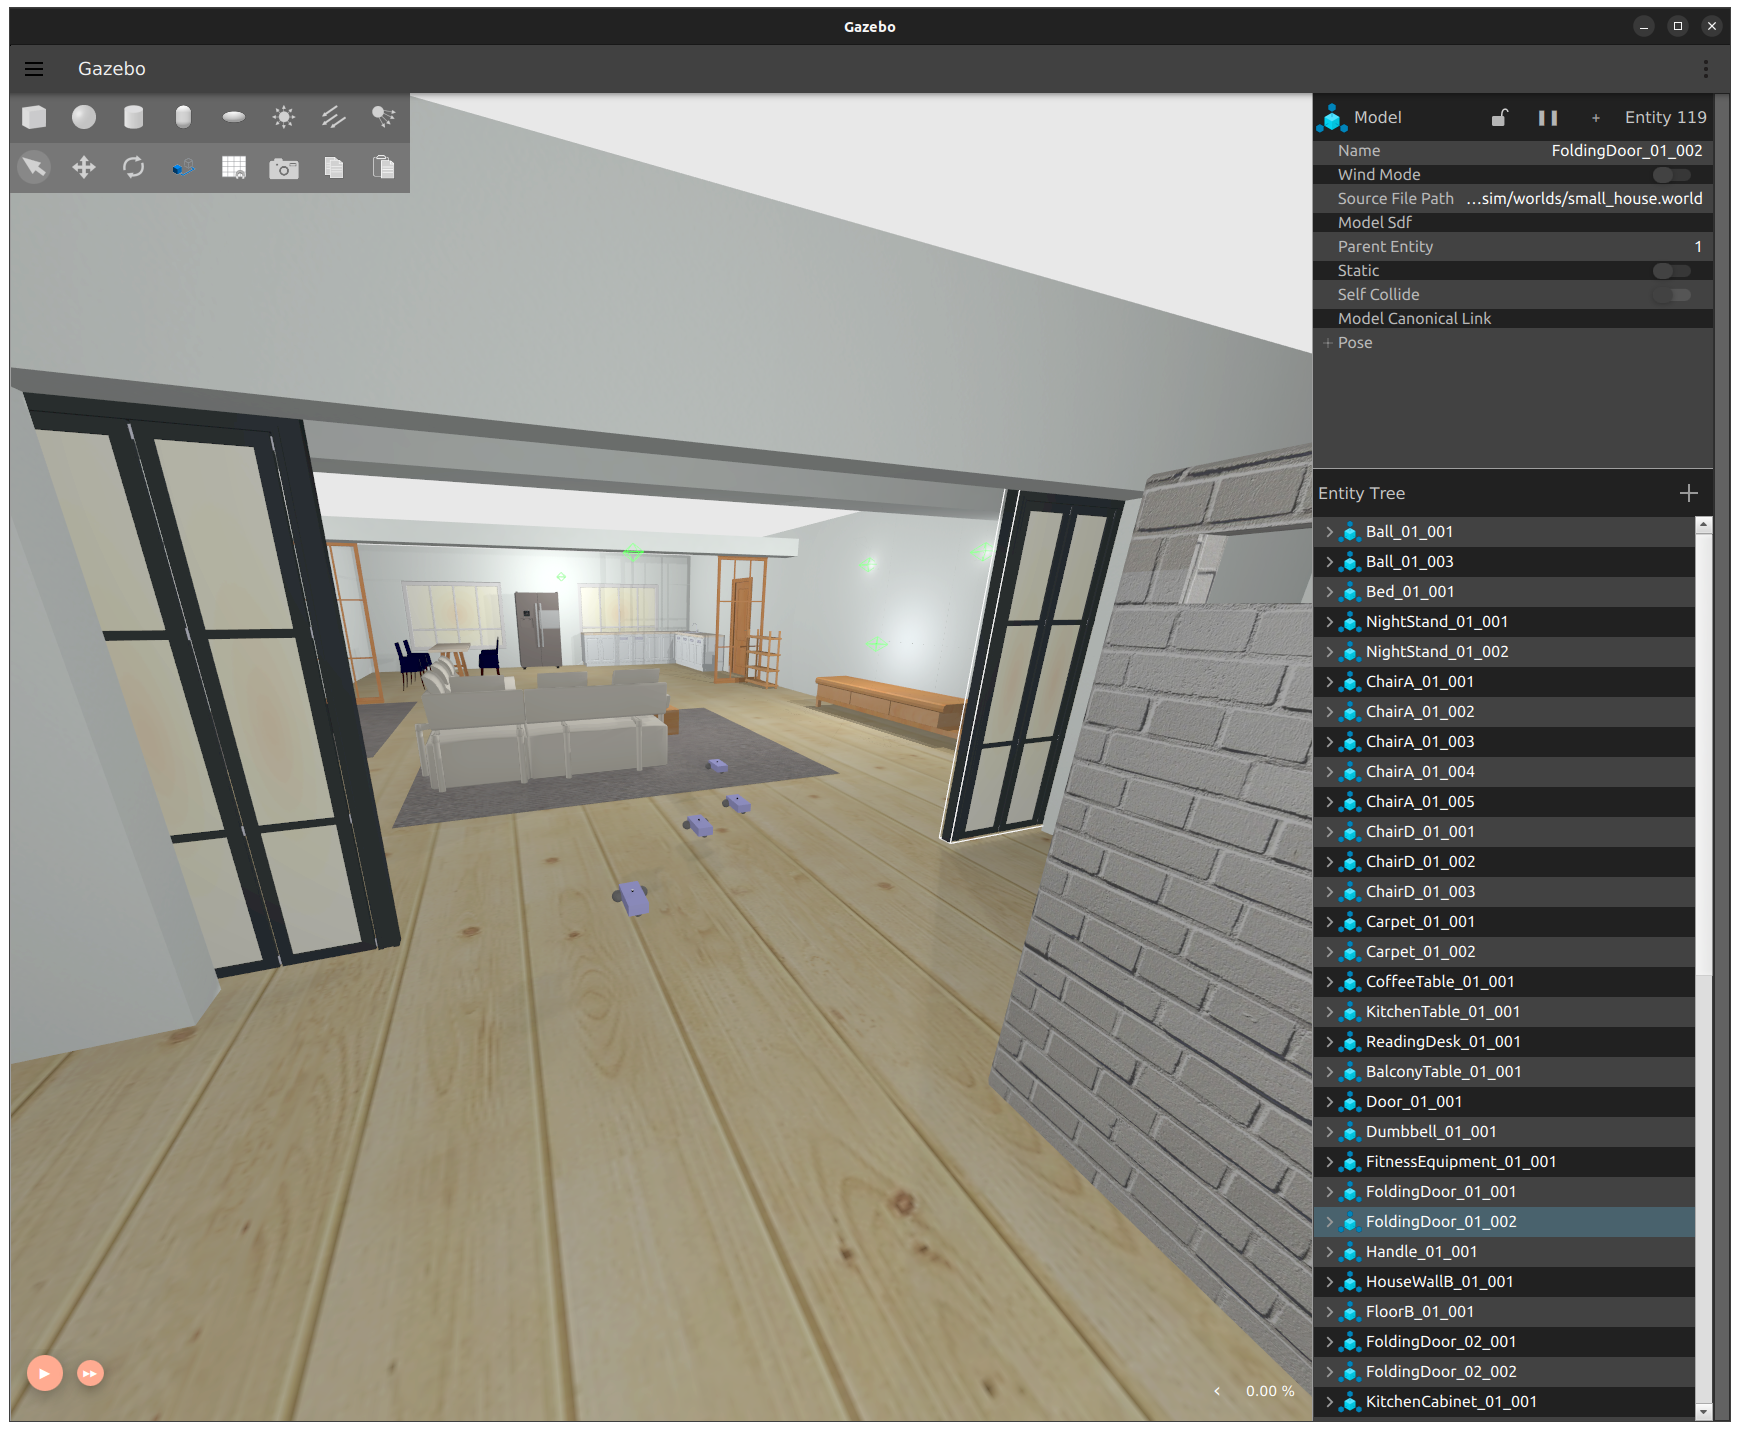 Gazebo
Gazebo
Model
Entity 119
Name FoldingDoor_01_002
Wind Mode
Source File Path ...sim/worlds/small_house.world
Model Sdf
Parent Entity 1
Static
Self Collide
Model Canonical Link
+ Pose
Entity Tree
Ball_01_001
Ball_01_003
Bed_01_001
NightStand_01_001
NightStand_01_002
ChairA_01_001
ChairA_01_002
ChairA_01_003
ChairA_01_004
ChairA_01_005
ChairD_01_001
ChairD_01_002
ChairD_01_003
Carpet_01_001
Carpet_01_002
CoffeeTable_01_001
KitchenTable_01_001
ReadingDesk_01_001
BalconyTable_01_001
Door_01_001
Dumbbell_01_001
FitnessEquipment_01_001
FoldingDoor_01_001
FoldingDoor_01_002
Handle_01_001
HouseWallB_01_001
FloorB_01_001
FoldingDoor_02_001
FoldingDoor_02_002
KitchenCabinet_01_001
0.00 %